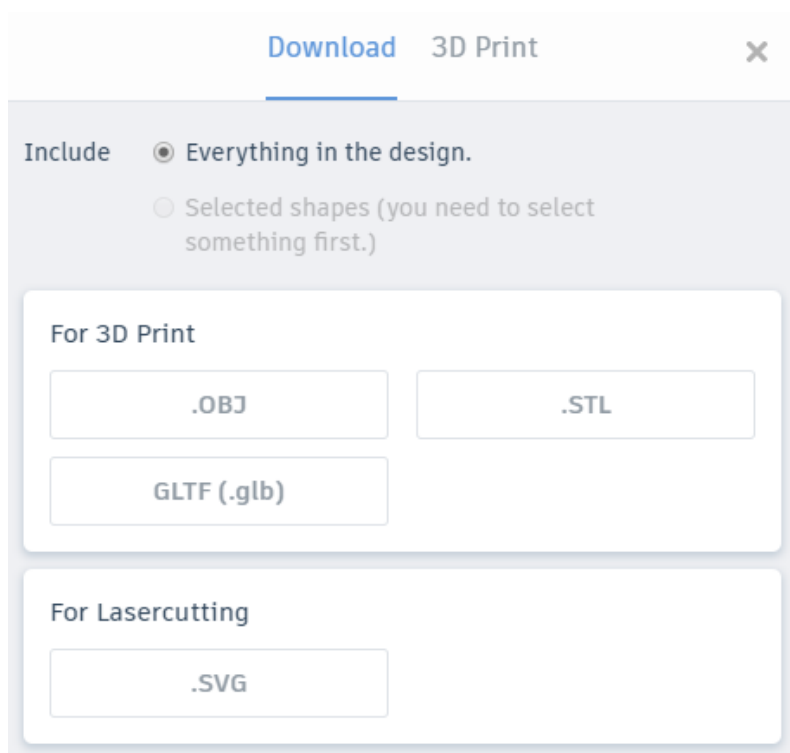 Download 3D Print ×
Include Everything in the design.
Selected shapes (you need to select
something first.)
For 3D Print
.OBJ .STL
GLTF (.glb)
For Lasercutting
.SVG